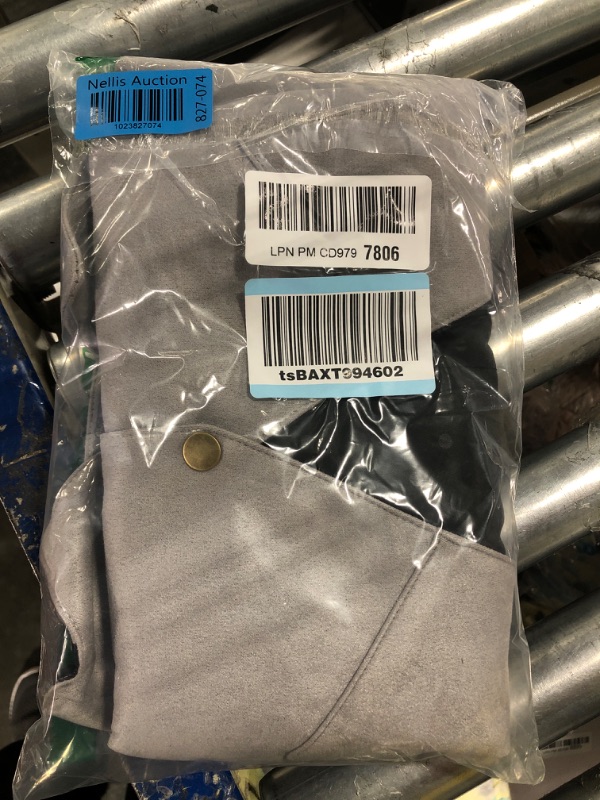 Nellis Auction
827-074
1023827074
LPN PM CD979 7806
tsBAXT994602